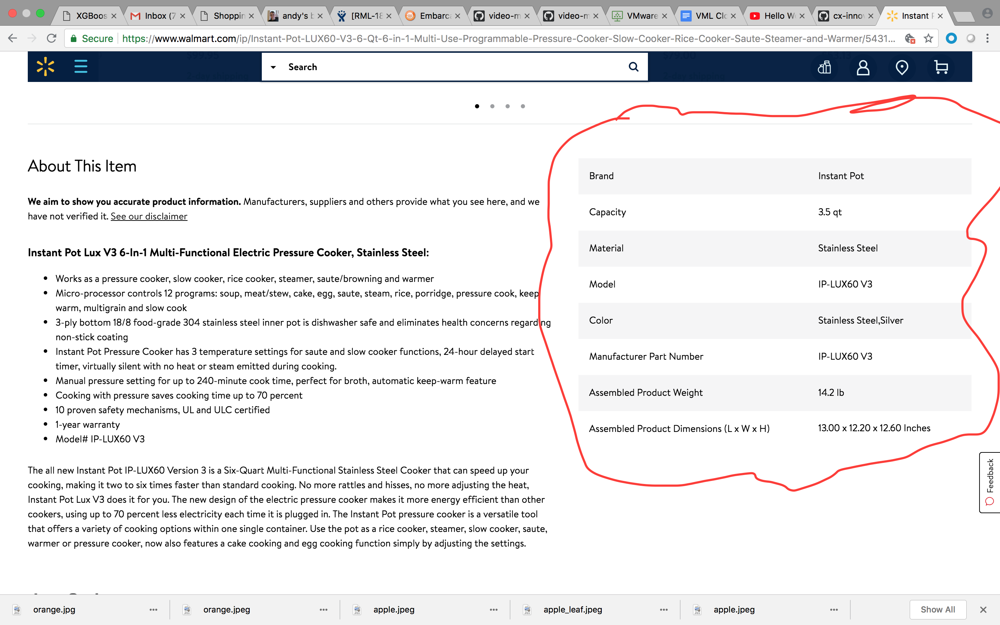 XGBoos
Inbox (7
Shoppin
andy's b
[RML-18
Embarca
video-m
video-m
VMware
VML Clo
Hello W
cx-innov
Instant P
Secure https://www.walmart.com/ip/Instant-Pot-LUX60-V3-6-Qt-6-in-1-Multi-Use-Programmable-Pressure-Cooker-Slow-Cooker-Rice-Cooker-Saute-Steamer-and-Warmer/5431...
$99.95
$79.00
2-day shipping
Search
2-day shipping
About This Item
We aim to show you accurate product information. Manufacturers, suppliers and others provide what you see here, and we
have not verified it. See our disclaimer
Instant Pot Lux V3 6-In-1 Multi-Functional Electric Pressure Cooker, Stainless Steel:
Works as a pressure cooker, slow cooker, rice cooker, steamer, saute/browning and warmer
Micro-processor controls 12 programs: soup, meat/stew, cake, egg, saute, steam, rice, porridge, pressure cook, keep
warm, multigrain and slow cook
3-ply bottom 18/8 food-grade 304 stainless steel inner pot is dishwasher safe and eliminates health concerns regarding
non-stick coating
Instant Pot Pressure Cooker has 3 temperature settings for saute and slow cooker functions, 24-hour delayed start
timer, virtually silent with no heat or steam emitted during cooking.
Manual pressure setting for up to 240-minute cook time, perfect for broth, automatic keep-warm feature
Cooking with pressure saves cooking time up to 70 percent
10 proven safety mechanisms, UL and ULC certified
1-year warranty
Model# IP-LUX60 V3
The all new Instant Pot IP-LUX60 Version 3 is a Six-Quart Multi-Functional Stainless Steel Cooker that can speed up your
cooking, making it two to six times faster than standard cooking. No more rattles and hisses, no more adjusting the heat,
Instant Pot Lux V3 does it for you. The new design of the electric pressure cooker makes it more energy efficient than other
cookers, using up to 70 percent less electricity each time it is plugged in. The Instant Pot pressure cooker is a versatile tool
that offers a variety of cooking options within one single container. Use the pot as a rice cooker, steamer, slow cooker, saute,
warmer or pressure cooker, now also features a cake cooking and egg cooking function simply by adjusting the settings.
Brand Instant Pot
Capacity 3.5 qt
Material Stainless Steel
Model IP-LUX60 V3
Color Stainless Steel,Silver
Manufacturer Part Number IP-LUX60 V3
Assembled Product Weight 14.2 lb
Assembled Product Dimensions (L x W x H) 13.00 x 12.20 x 12.60 Inches
Feedback
orange.jpg
orange.jpeg
apple.jpeg
apple_leaf.jpeg
apple.jpeg
Show All